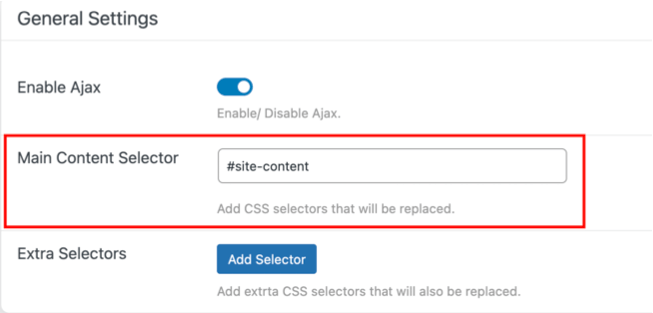 General Settings
Enable Ajax
Enable/ Disable Ajax.
Main Content Selector
#site-content
Add CSS selectors that will be replaced.
Extra Selectors
Add Selector
Add extrta CSS selectors that will also be replaced.